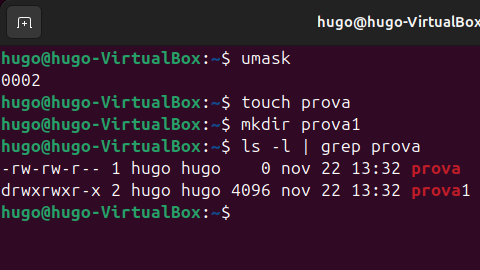 hugo@hugo-VirtualBox
hugo@hugo-VirtualBox:~$ umask
0002
hugo@hugo-VirtualBox:~$ touch prova
hugo@hugo-VirtualBox:~$ mkdir prova1
hugo@hugo-VirtualBox:~$ ls -l | grep prova
-rw-rw-r-- 1 hugo hugo    0 nov 22 13:32 prova
drwxrwxr-x 2 hugo hugo 4096 nov 22 13:32 prova1
hugo@hugo-VirtualBox:~$